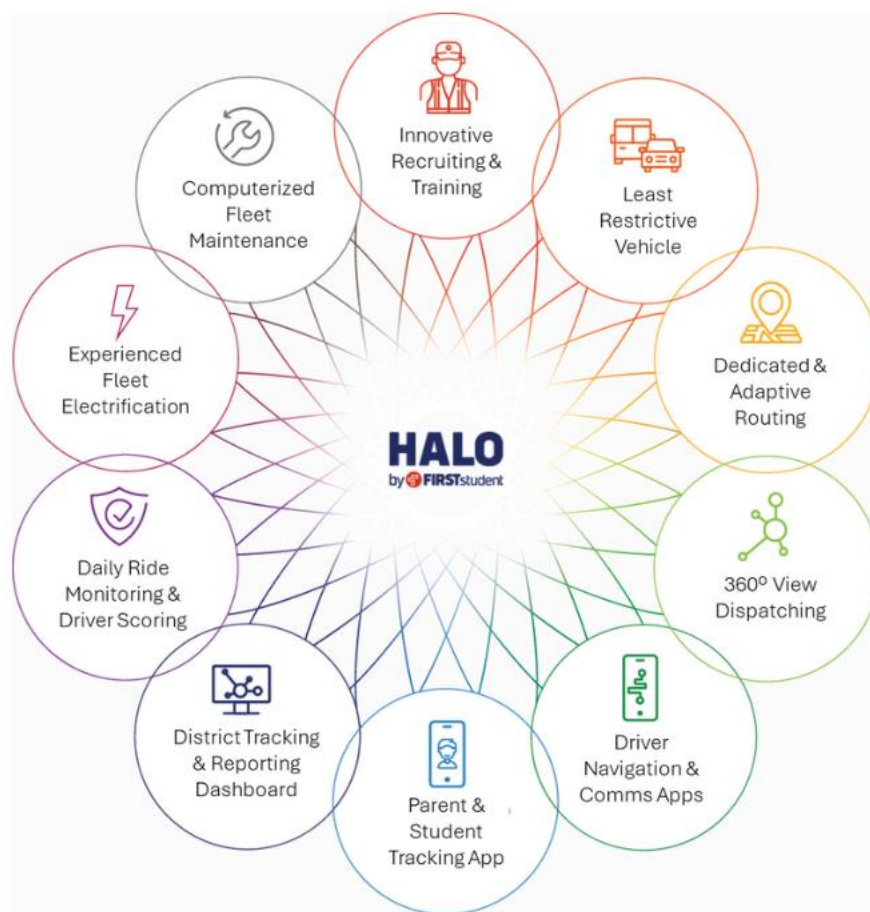 Innovative
Recruiting &
Training
Least
Restrictive
Vehicle
Dedicated &
Adaptive
Routing
360º View
Dispatching
Driver
Navigation &
Comms Apps
Parent &
Student
Tracking App
District Tracking
& Reporting
Dashboard
Daily Ride
Monitoring &
Driver Scoring
Experienced
Fleet
Electrification
Computerized
Fleet
Maintenance
HALO
by FIRSTstudent